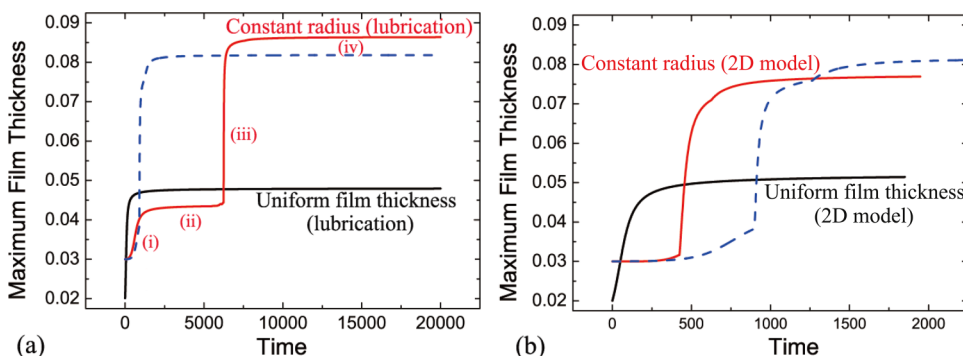 0.09
0.08
0.07
0.06
0.05
0.04
0.03
0.02
Maximum Film Thickness
Constant radius (lubrication)
(iv)
(iii)
(ii)
(i)
Uniform film thickness
(lubrication)
0 5000 10000 15000 20000
Time
(a)
0.09
0.08
0.07
0.06
0.05
0.04
0.03
0.02
Maximum Film Thickness
Constant radius (2D model)
Uniform film thickness
(2D model)
0 500 1000 1500 2000
Time
(b)